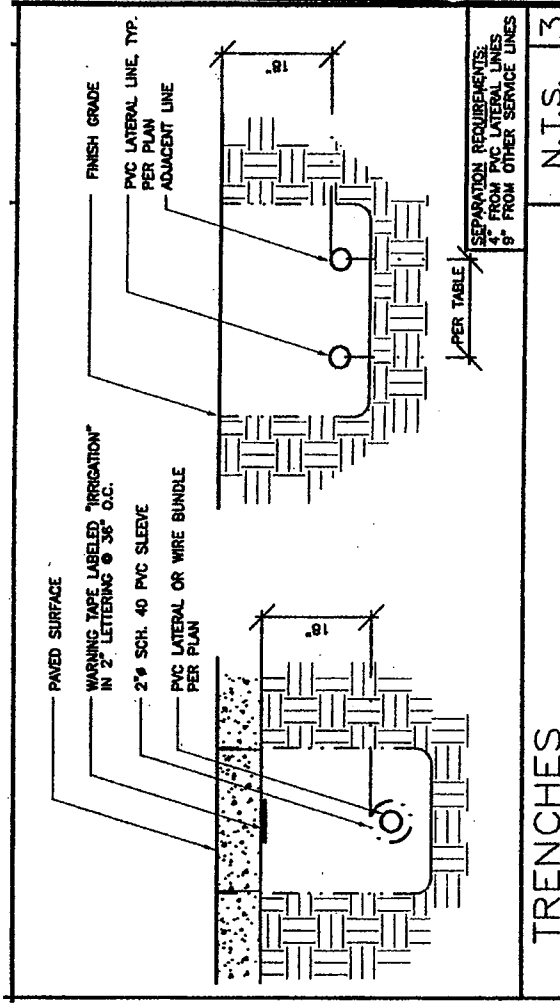 PAVED SURFACE
WARNING TAPE LABELED "IRRIGATION"
IN 2" LETTERING @ 36" O.C.
2"ø SCH. 40 PVC SLEEVE
PVC LATERAL OR WIRE BUNDLE
PER PLAN
18"
FINISH GRADE
PVC LATERAL LINE, TYP.
PER PLAN
ADJACENT LINE
18"
PER TABLE
SEPARATION REQUIREMENTS:
4" FROM PVC LATERAL LINES
9" FROM OTHER SERVICE LINES
TRENCHES
N.T.S.
3